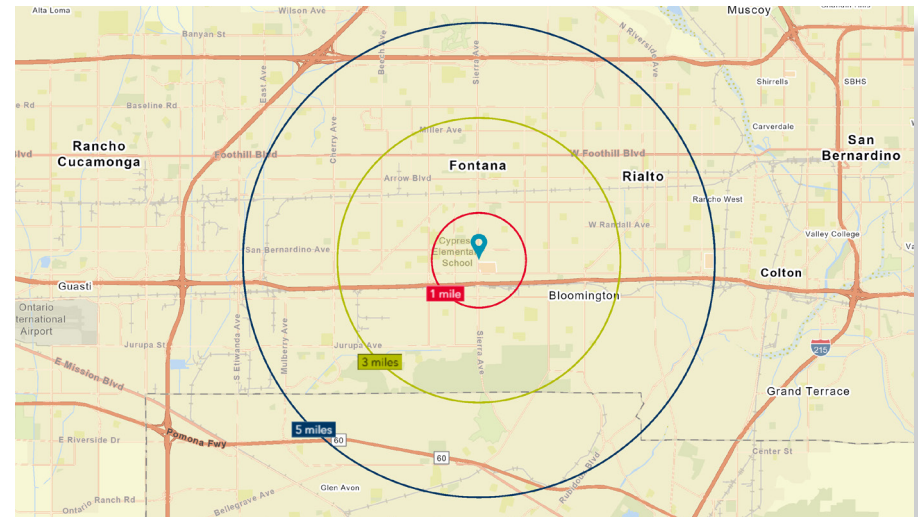 Alta Loma
Wilson Ave
Muscoy
Banyan St
Beech Ave
Sierra Ave
N Riverside Ave
East Ave
Shirrells
SBHS
e Rd
Baseline Rd
Cherry Ave
Miller Ave
Carverdale
Rancho
Cucamonga
lvd
Foothill Blvd
W Foothill Blvd
San
Bernardino
Fontana
Rialto
Arrow Blvd
Rancho West
W Randall Ave
Valley College
Va
San Bernardino Ave
Cypress
Elementary
School
Colton
Guasti
1 mile
Bloomington
Ontario
ternational
Airport
S Etiwanda Ave
Mulberry Ave
Sierra Ave
Jurupa St
Jurupa Ave
215
3 miles
E Mission Blvd
Grand Terrace
5 miles
E Riverside Dr
Pomona Fwy
60
60
Center St
Rubidoux Blvd
Glen Avon
Ontario Ranch Rd
Bellegrave Ave